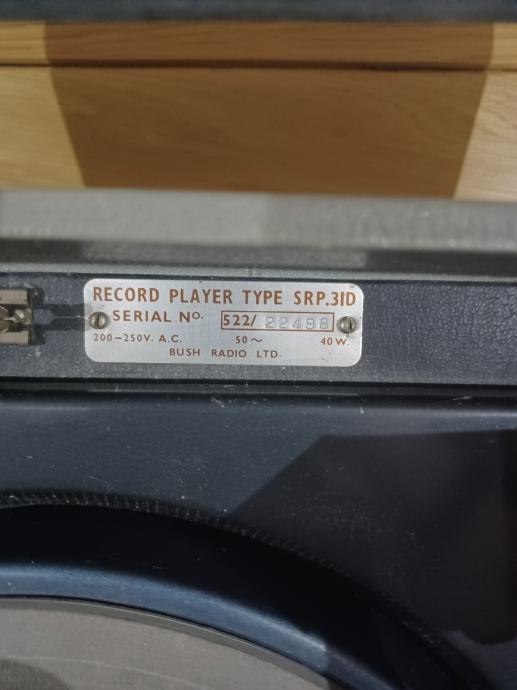 RECORD PLAYER TYPE SRP.31D
SERIAL No. 522/ 22498
200-250V. A.C. 50~ 40 W.
BUSH RADIO LTD.